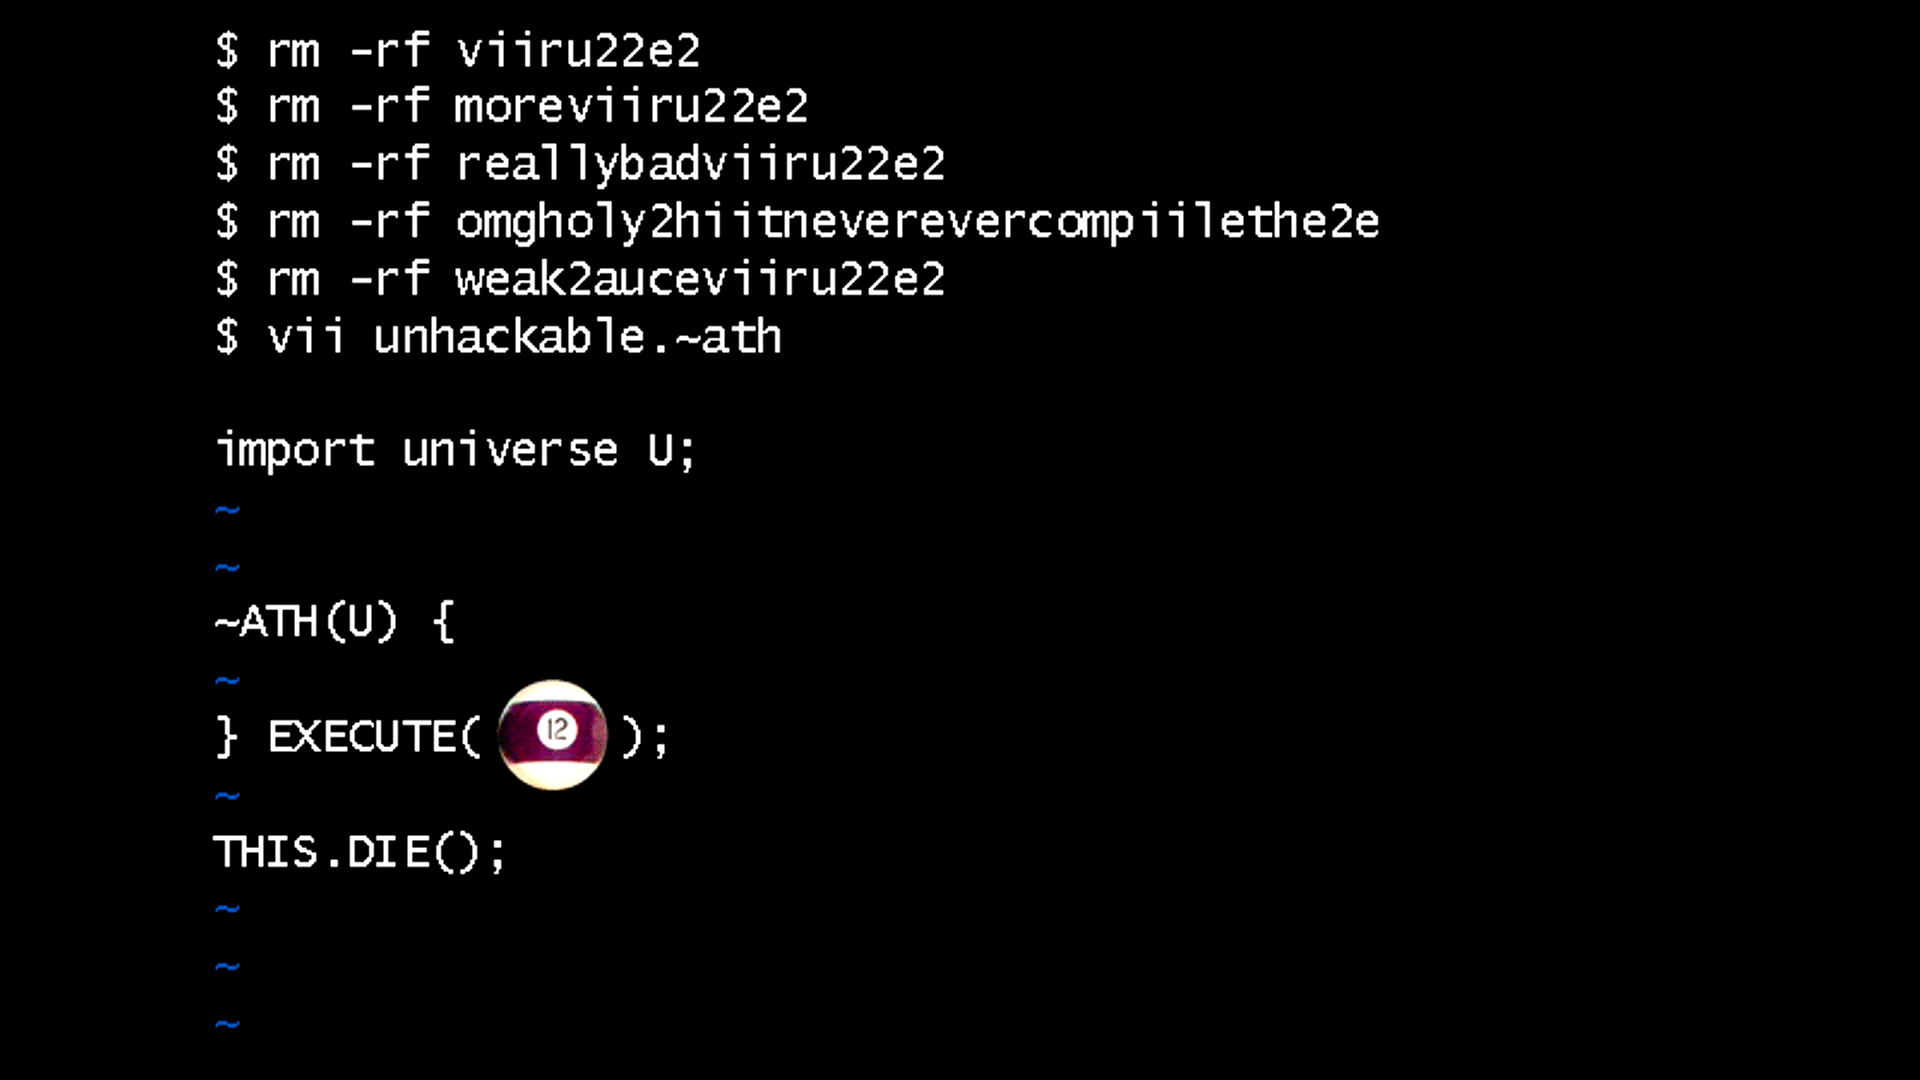 $ rm -rf viiru22e2
$ rm -rf moreviiru22e2
$ rm -rf reallybadviiru22e2
$ rm -rf omgholy2hiitneverevercompiilethe2e
$ rm -rf weak2auceviiru22e2
$ vii unhackable.~ath
import universe U;
~
~
~ATH(U) {
~
} EXECUTE( 12 );
~
THIS.DIE();
~
~
~